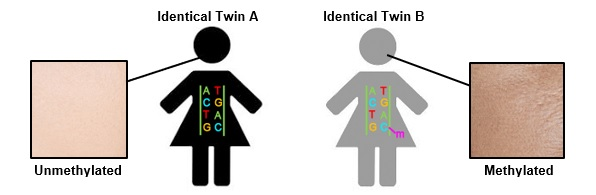 Identical Twin A
Identical Twin B
A T
C G
T A
G C
A T
C G
T A
G C
m
Unmethylated
Methylated